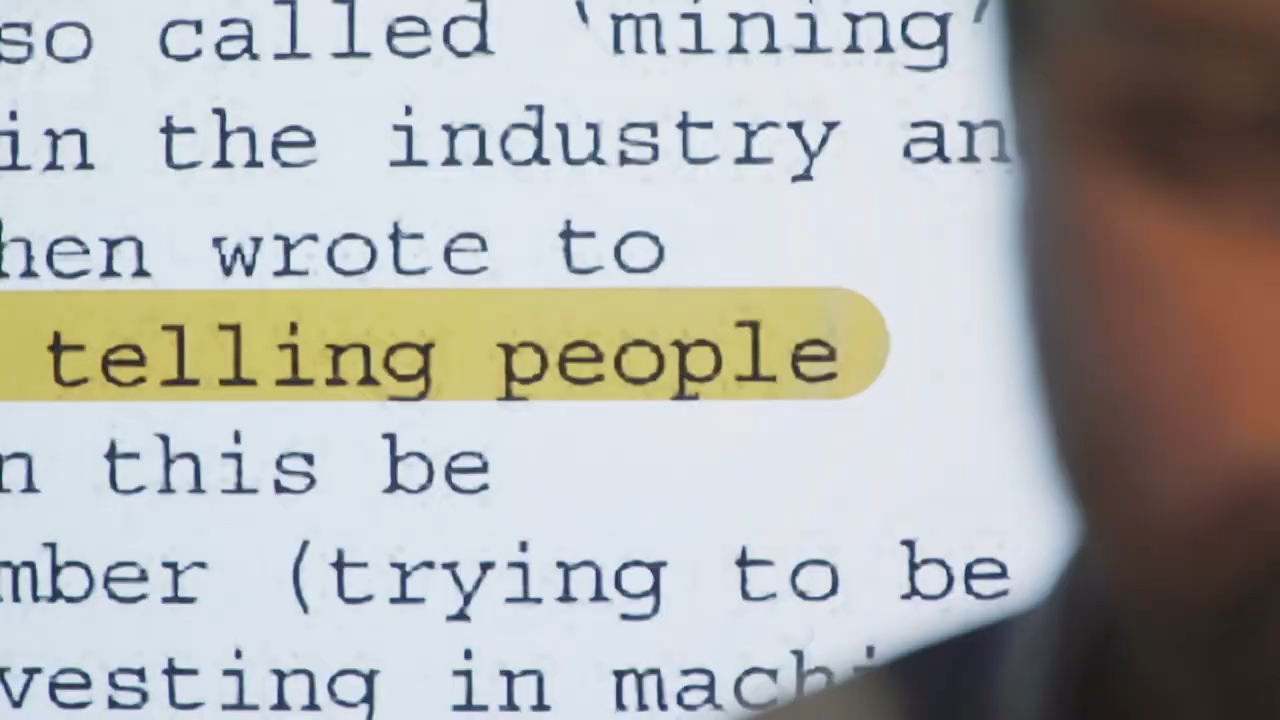 so called 'mining'
in the industry an
hen wrote to
telling people
n this be
mber (trying to be
vesting in machi